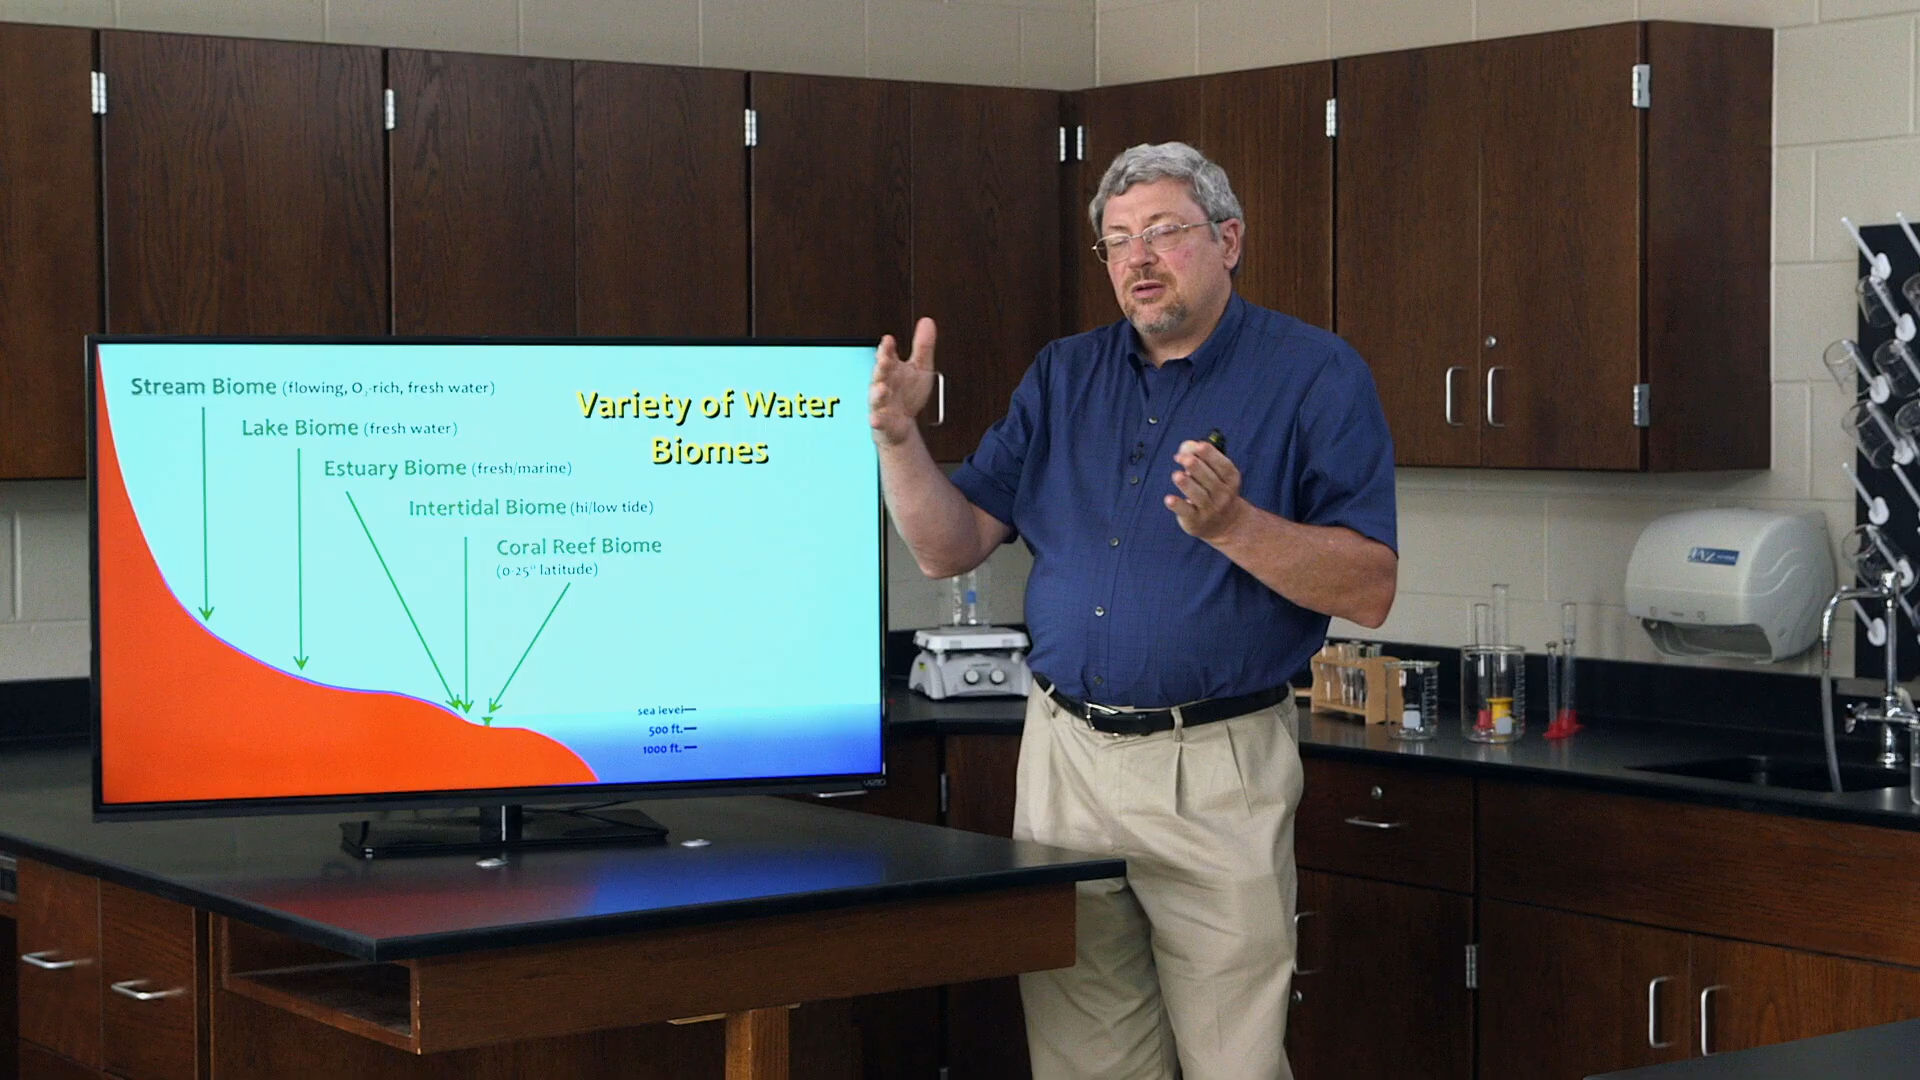 Stream Biome (flowing, O₂-rich, fresh water)
Variety of Water
Biomes
Lake Biome (fresh water)
Estuary Biome (fresh/marine)
Intertidal Biome (hi/low tide)
Coral Reef Biome
(0-25° latitude)
sea level
500 ft.
1000 ft.
VIZIO